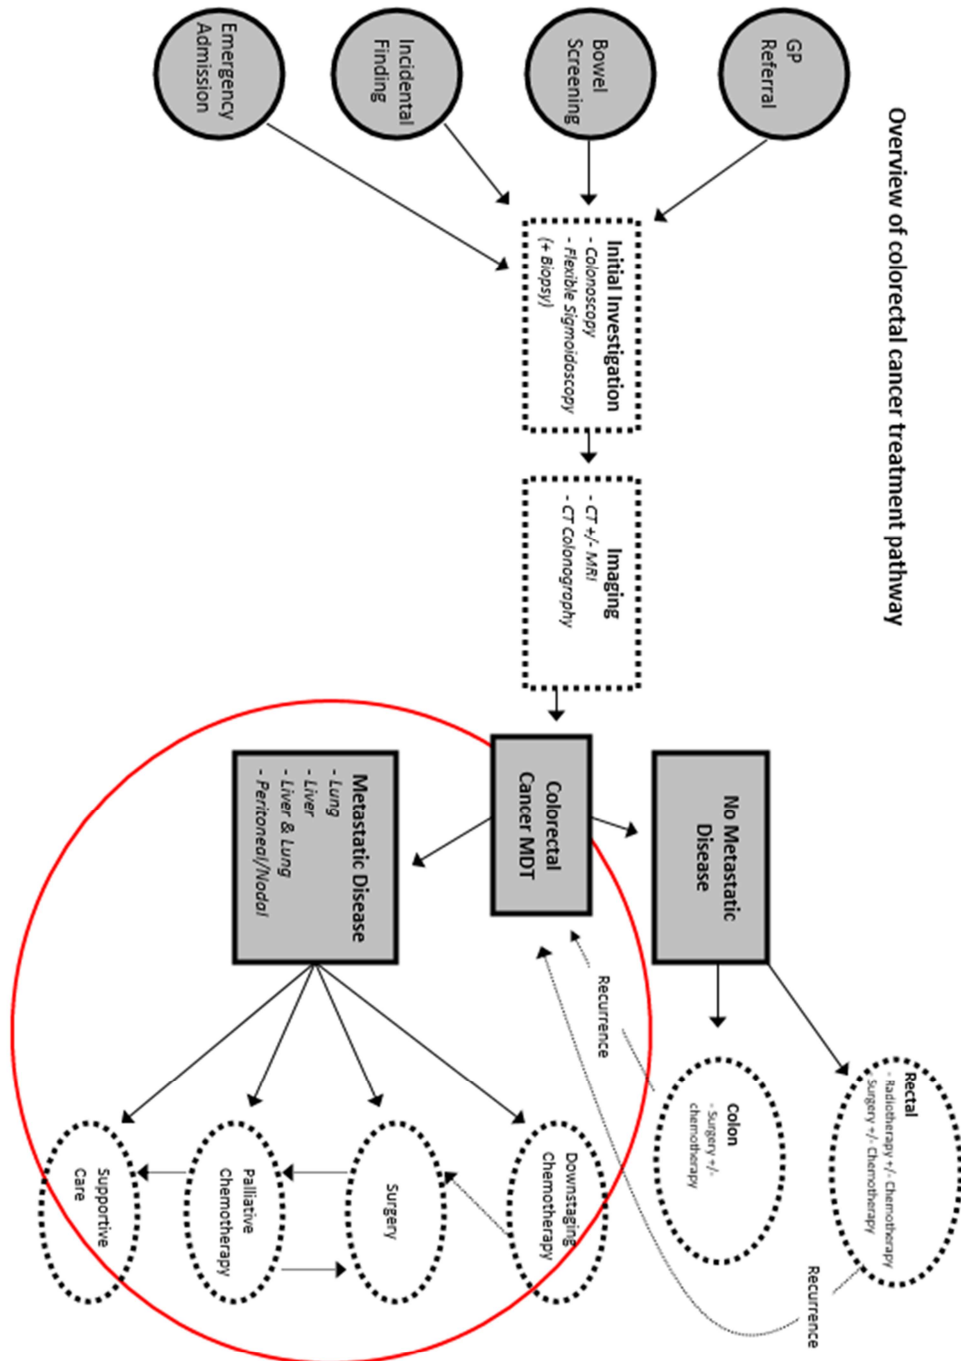 Overview of colorectal cancer treatment pathway
GP
Referral
Bowel
Screening
Incidental
Finding
Emergency
Admission
Initial Investigation
- Colonoscopy
- Flexible Sigmoidoscopy
(+ Biopsy)
Imaging
- CT +/- MRI
- CT Colonography
No Metastatic
Disease
Colorectal
Cancer MDT
Metastatic Disease
- Lung
- Liver
- Liver & Lung
- Peritoneal/Nodal
Rectal
- Radiotherapy +/- Chemotherapy
- Surgery +/- Chemotherapy
Colon
- Surgery +/-
chemotherapy
Recurrence
Recurrence
Downstaging
Chemotherapy
Surgery
Palliative
Chemotherapy
Supportive
Care